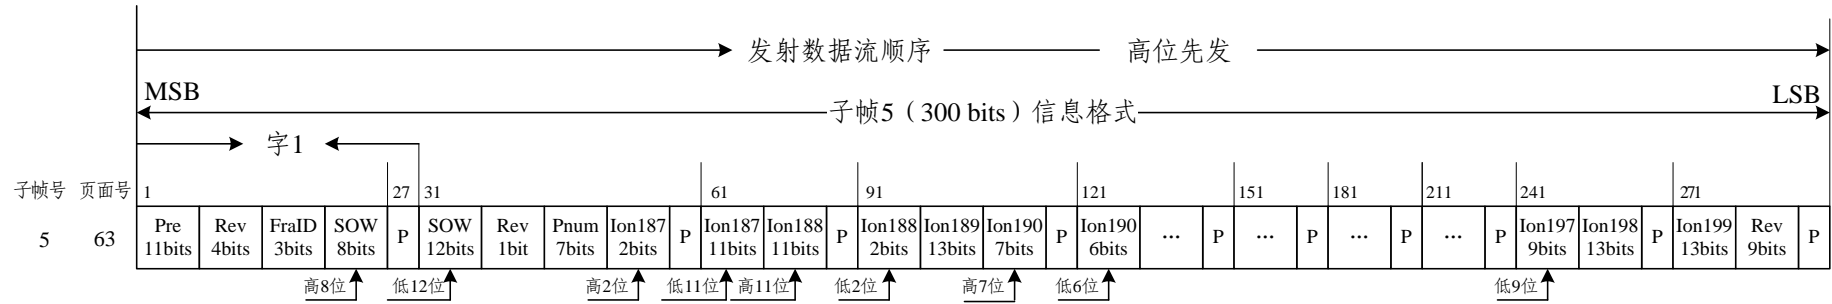 发射数据流顺序 高位先发
MSB LSB
子帧5（300 bits）信息格式
字1
子帧号 页面号 1 27 31 61 91 121 151 181 211 241 271
5 63 Pre 11bits Rev 4bits FraID 3bits SOW 8bits P SOW 12bits Rev 1bit Pnum 7bits Ion187 2bits P Ion187 11bits Ion188 11bits P Ion188 2bits Ion189 13bits Ion190 7bits P Ion190 6bits ... P ... P ... P ... P Ion197 9bits Ion198 13bits P Ion199 13bits Rev 9bits P
高8位 低12位 高2位 低11位 高11位 低2位 高7位 低6位 低9位